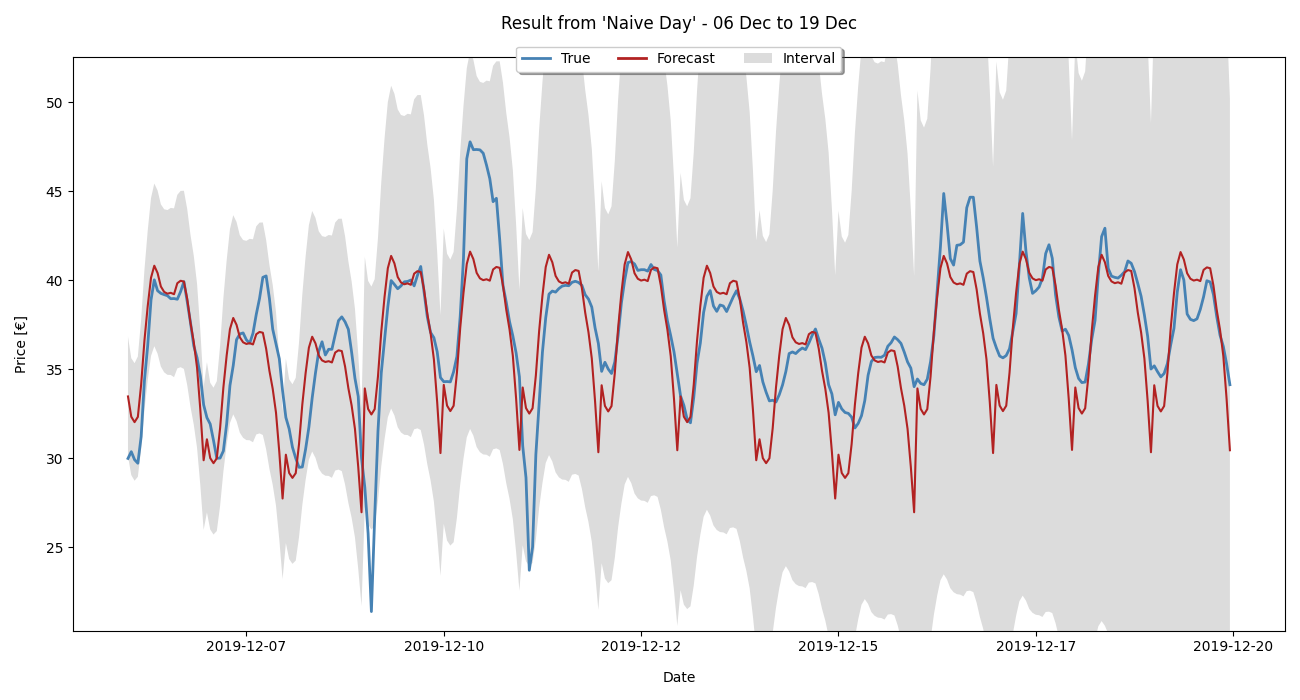 Result from 'Naive Day' - 06 Dec to 19 Dec
True Forecast Interval
50
45
40
35
30
25
Price [€]
2019-12-07 2019-12-10 2019-12-12 2019-12-15 2019-12-17 2019-12-20
Date